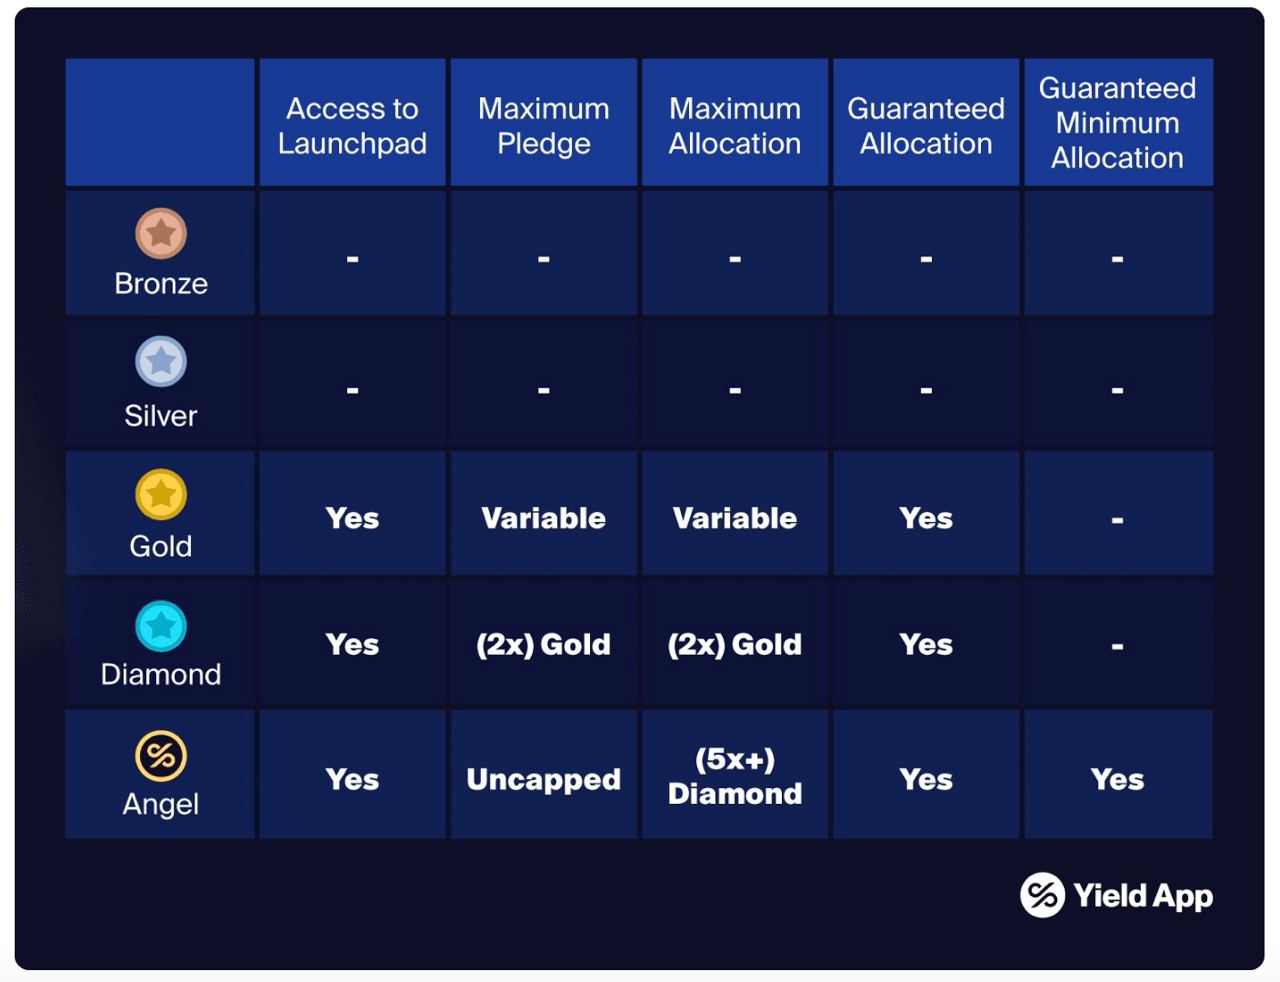 Access to
Launchpad
Maximum
Pledge
Maximum
Allocation
Guaranteed
Allocation
Guaranteed
Minimum
Allocation
Bronze
- - - - -
Silver
- - - - -
Gold
Yes Variable Variable Yes -
Diamond
Yes (2x) Gold (2x) Gold Yes -
Angel
Yes Uncapped (5x+)
Diamond Yes Yes
Yield App